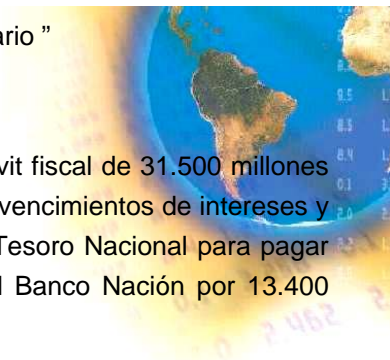 ario ”
vit fiscal de 31.500 millones
vencimientos de intereses y
Tesoro Nacional para pagar
l Banco Nación por 13.400